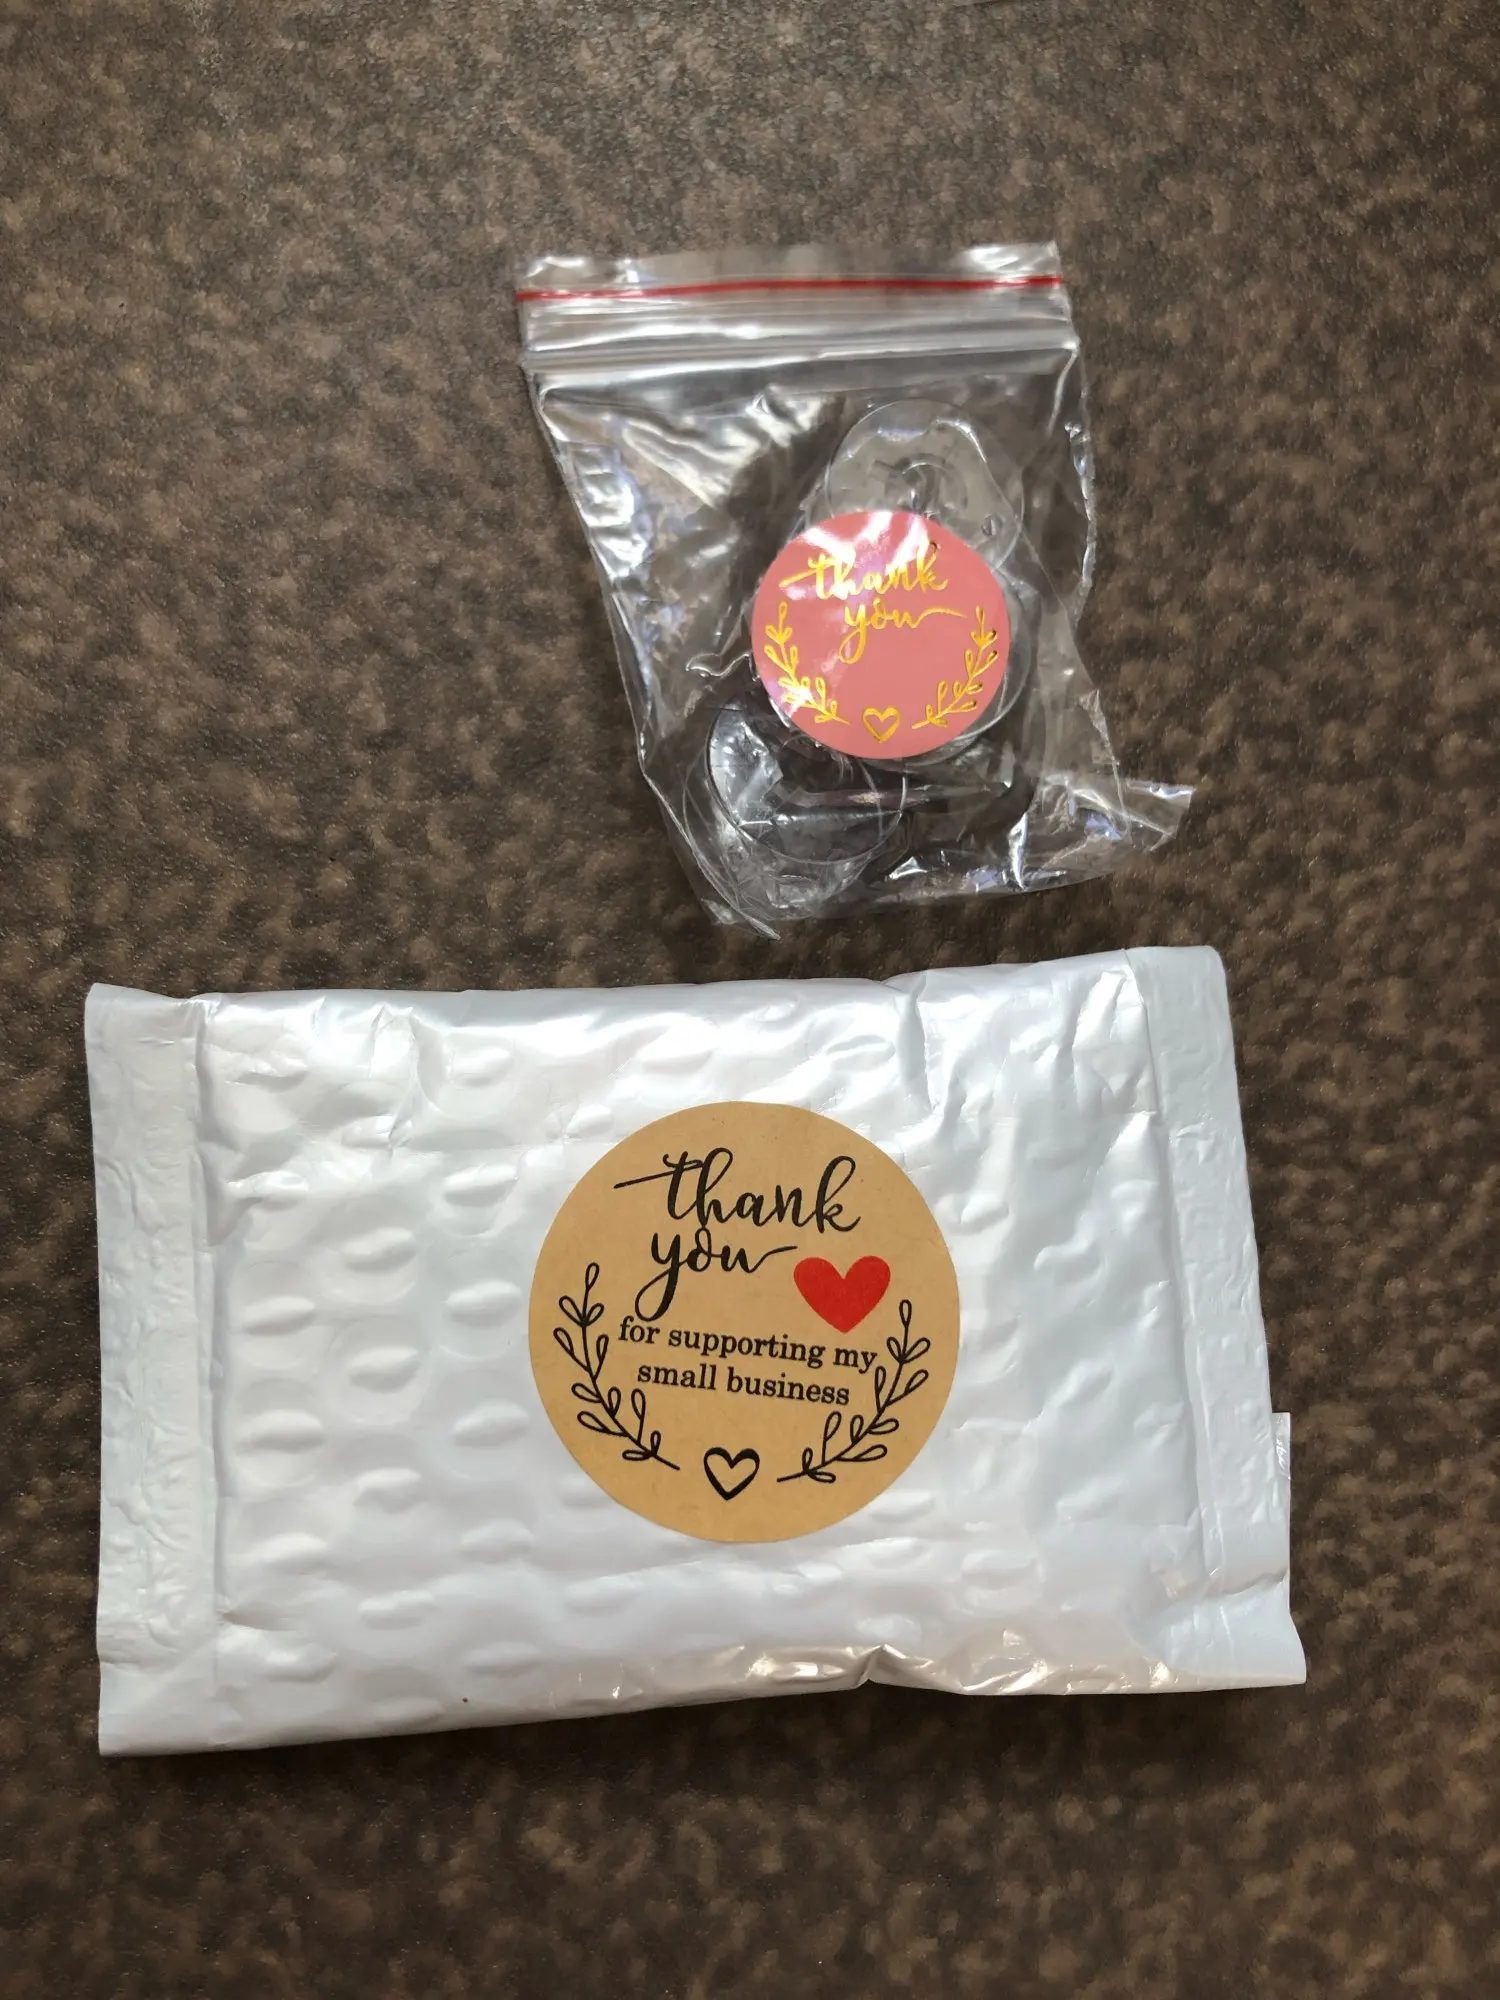 thank
you
thank
you
for supporting my
small business